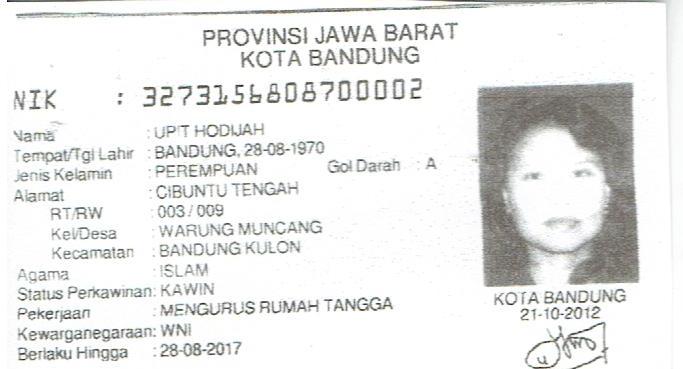 PROVINSI JAWA BARAT
KOTA BANDUNG
NIK : 3273156808700002
Nama : UPIT HODIJAH
Tempat/Tgl Lahir : BANDUNG, 28-08-1970
Jenis Kelamin : PEREMPUAN Gol Darah : A
Alamat : CIBUNTU TENGAH
RT/RW : 003 / 009
Kel/Desa : WARUNG MUNCANG
Kecamatan : BANDUNG KULON
Agama : ISLAM
Status Perkawinan: KAWIN
Pekerjaan : MENGURUS RUMAH TANGGA
Kewarganegaraan: WNI
Berlaku Hingga : 28-08-2017
KOTA BANDUNG
21-10-2012